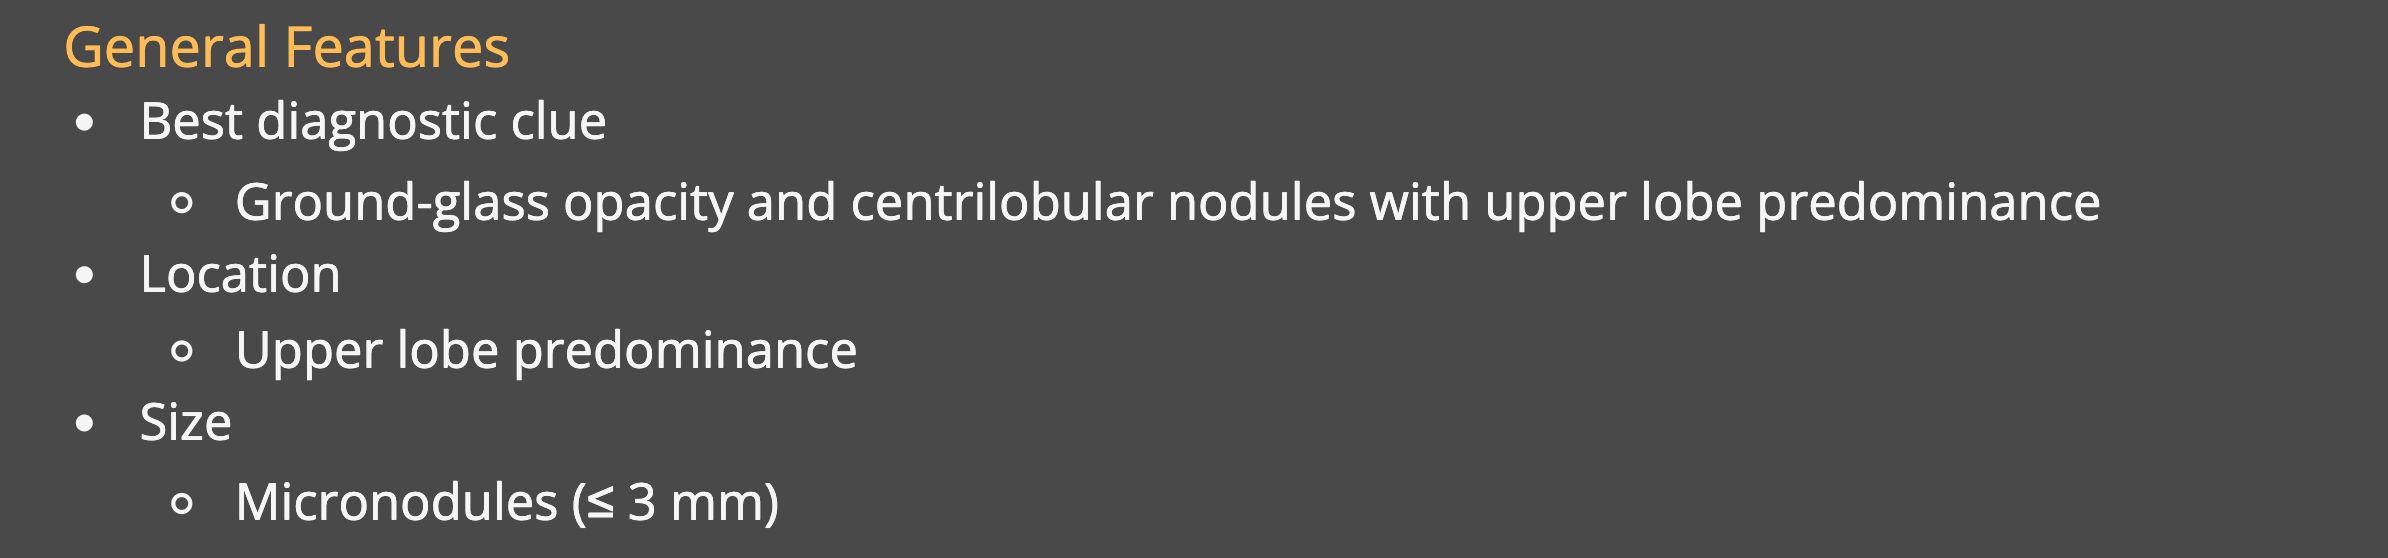 General Features
• Best diagnostic clue
○ Ground-glass opacity and centrilobular nodules with upper lobe predominance
• Location
○ Upper lobe predominance
• Size
○ Micronodules (≤ 3 mm)